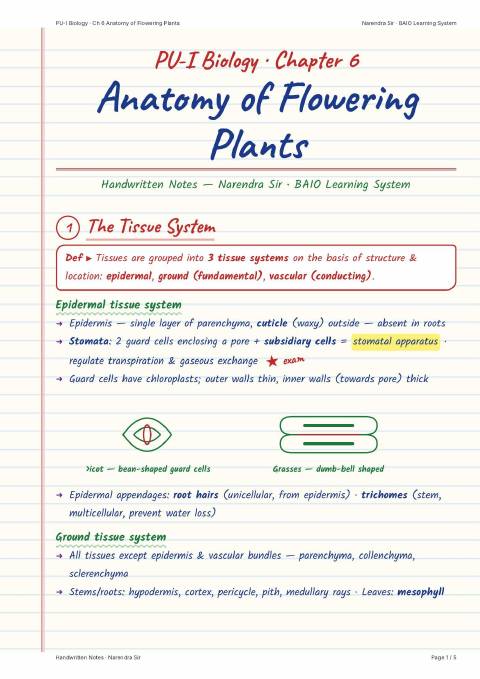 PU-I Biology · Ch 6 Anatomy of Flowering Plants
Narendra Sir · BAIO Learning System
PU-I Biology · Chapter 6
Anatomy of Flowering
Plants
Handwritten Notes — Narendra Sir · BAIO Learning System
1 The Tissue System
Def ▸ Tissues are grouped into 3 tissue systems on the basis of structure &
location: epidermal, ground (fundamental), vascular (conducting).
Epidermal tissue system
→ Epidermis — single layer of parenchyma, cuticle (waxy) outside — absent in roots
→ Stomata: 2 guard cells enclosing a pore + subsidiary cells = stomatal apparatus ·
regulate transpiration & gaseous exchange ★ exam
→ Guard cells have chloroplasts; outer walls thin, inner walls (towards pore) thick
Dicot — bean-shaped guard cells
Grasses — dumb-bell shaped
→ Epidermal appendages: root hairs (unicellular, from epidermis) · trichomes (stem,
multicellular, prevent water loss)
Ground tissue system
→ All tissues except epidermis & vascular bundles — parenchyma, collenchyma,
sclerenchyma
→ Stems/roots: hypodermis, cortex, pericycle, pith, medullary rays · Leaves: mesophyll
Handwritten Notes · Narendra Sir
Page 1 / 5